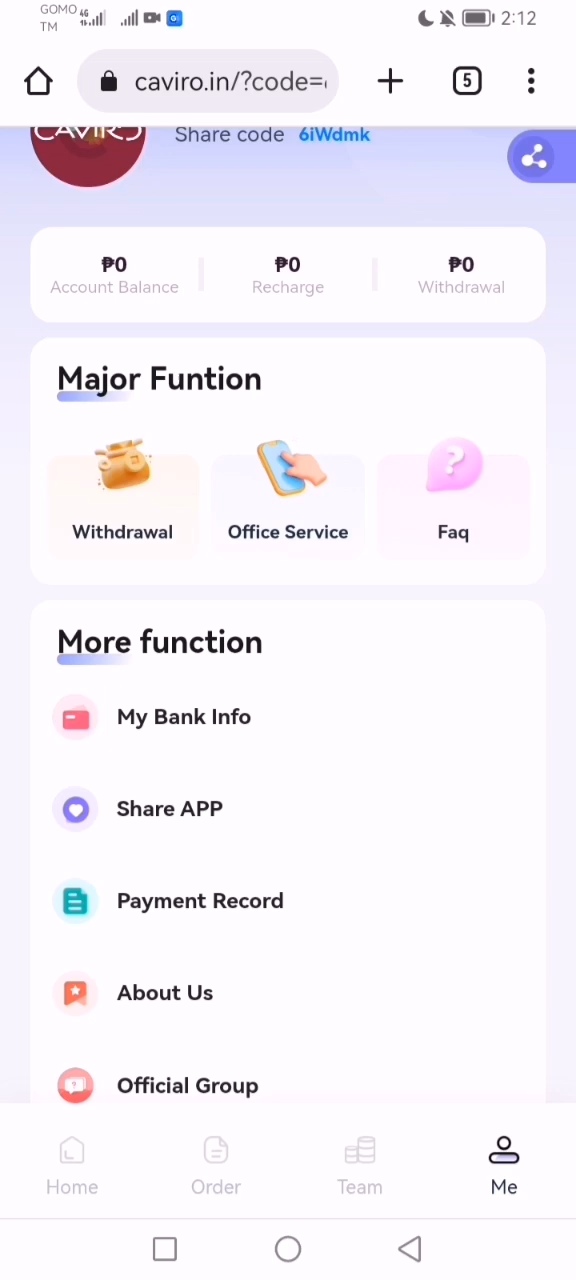 GOMO
TM
4G
2:12
caviro.in/?code=
5
CAVIRO
Share code 6iWdmk
₱0 ₱0 ₱0
Account Balance Recharge Withdrawal
Major Funtion
Withdrawal Office Service Faq
More function
My Bank Info
Share APP
Payment Record
About Us
Official Group
Home Order Team Me